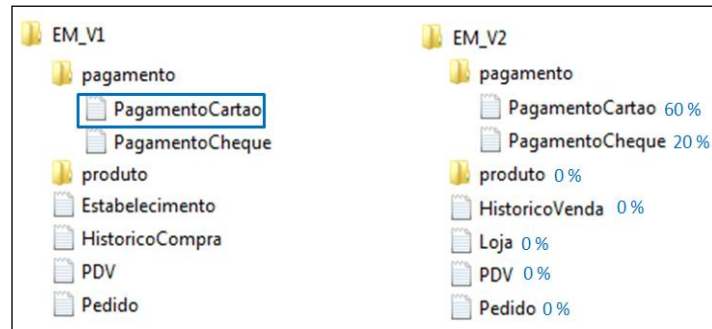 EM_V1
pagamento
PagamentoCartao
PagamentoCheque
produto
Estabelecimento
HistoricoCompra
PDV
Pedido
EM_V2
pagamento
PagamentoCartao 60 %
PagamentoCheque 20 %
produto 0 %
HistoricoVenda 0 %
Loja 0 %
PDV 0 %
Pedido 0 %